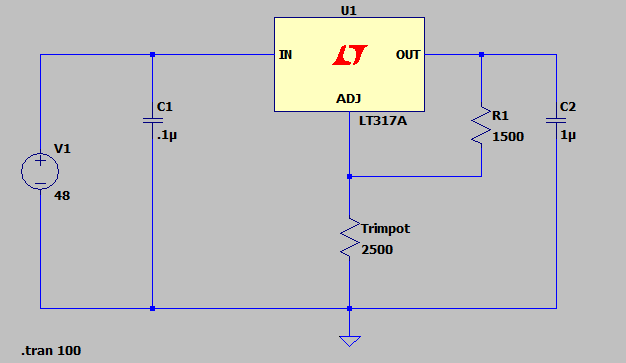 U1
IN
OUT
ADJ
LT317A
C1
.1µ
R1
1500
C2
1µ
V1
48
Trimpot
2500
.tran 100